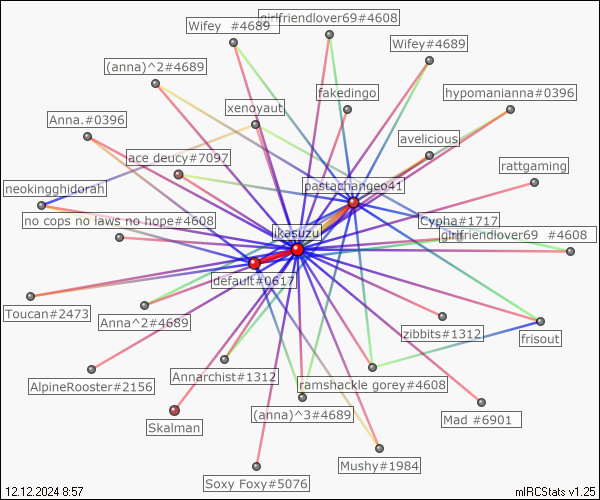 girlfriendlover69#4608
Wifey  #4689
Wifey#4689
(anna)^2#4689
fakedingo
hypomanianna#0396
xenoyaut
Anna.#0396
avelicious
ace deucy#7097
rattgaming
neokingghidorah
pastachangeo41
no cops no laws no hope#4608
Cypha#1717
ikasuzu
girlfriendlover69  #4608
default#0617
Toucan#2473
Anna^2#4689
zibbits#1312
frisout
Annarchist#1312
AlpineRooster#2156
ramshackle gorey#4608
(anna)^3#4689
Mad #6901
Skalman
Mushy#1984
Soxy Foxy#5076
12.12.2024 8:57
mIRCStats v1.25